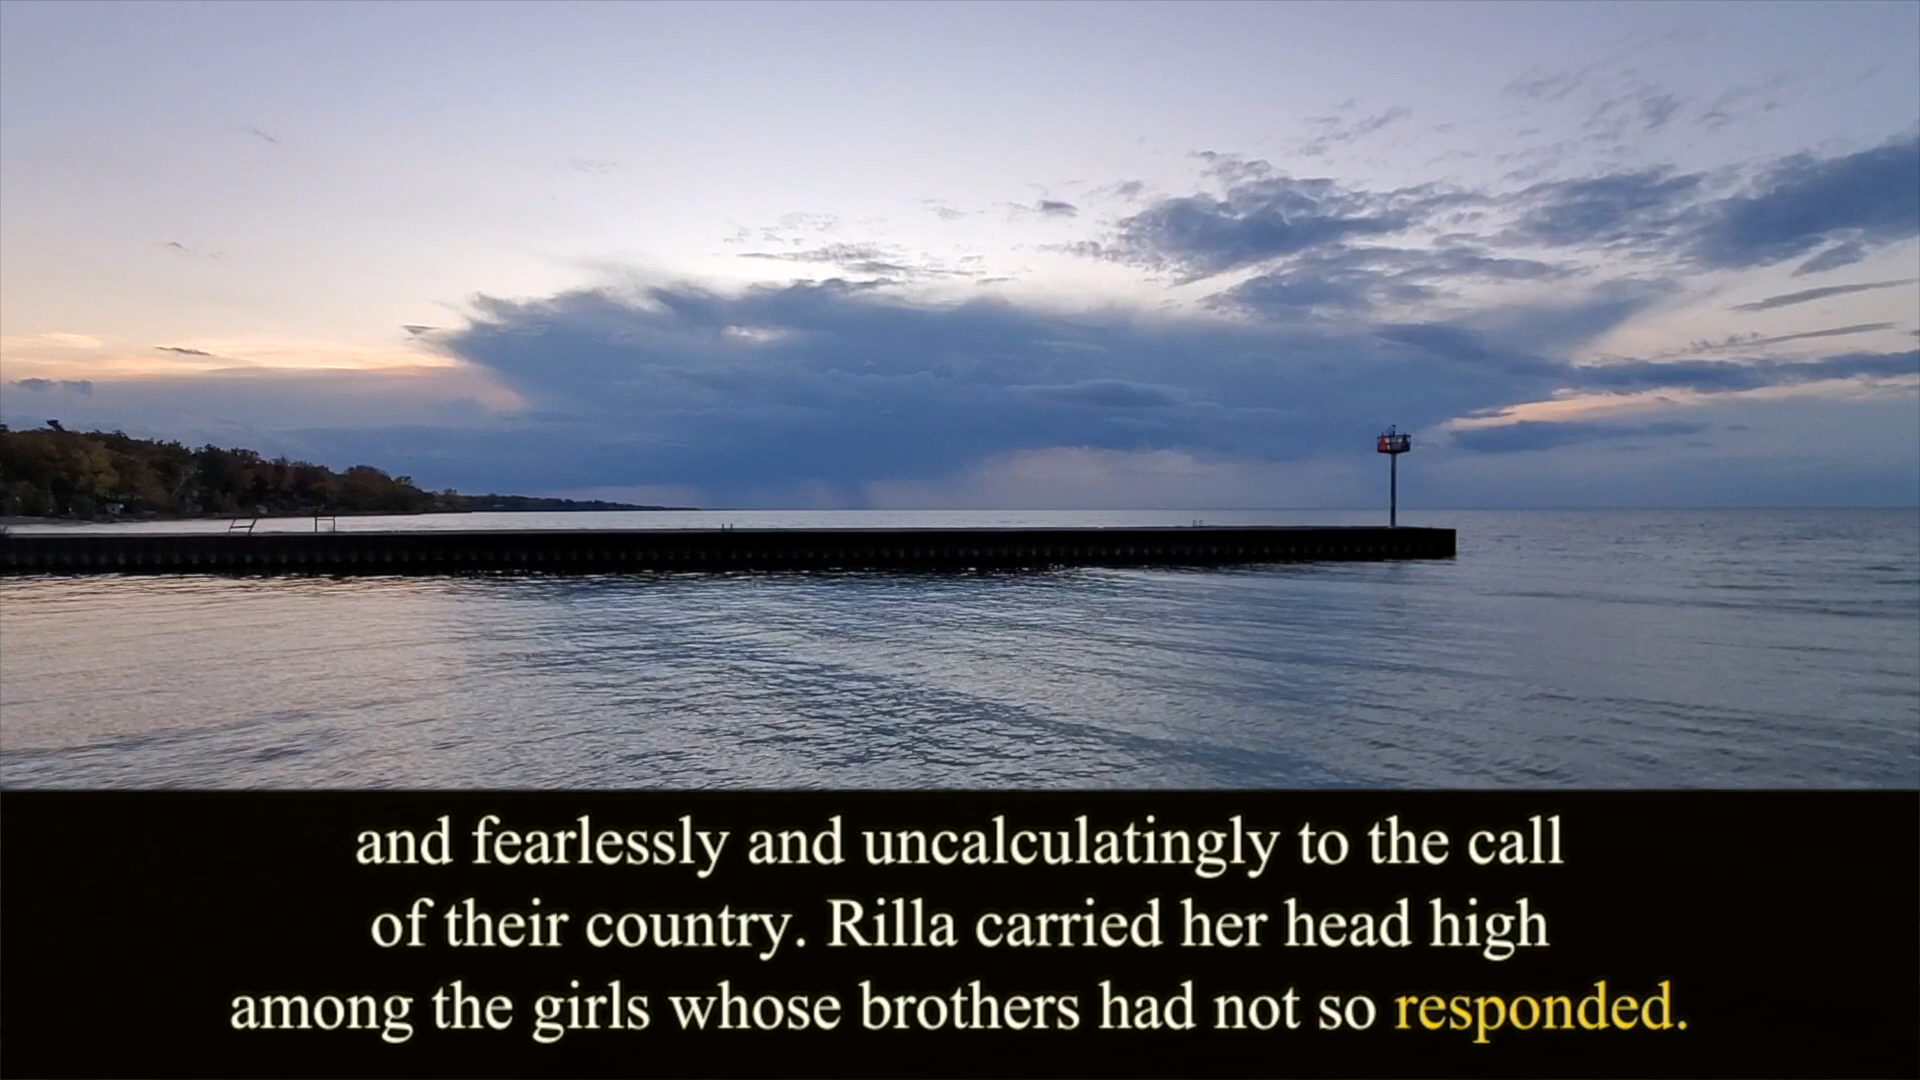 and fearlessly and uncalculatingly to the call
of their country. Rilla carried her head high
among the girls whose brothers had not so responded.